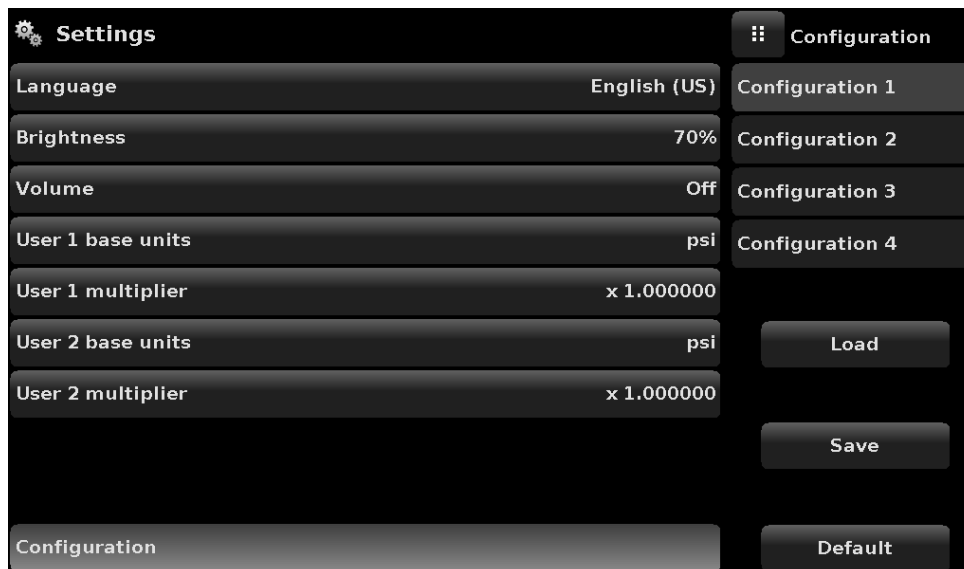 Settings
Language English (US)
Brightness 70%
Volume Off
User 1 base units psi
User 1 multiplier x 1.000000
User 2 base units psi
User 2 multiplier x 1.000000
Configuration
Configuration
Configuration 1
Configuration 2
Configuration 3
Configuration 4
Load
Save
Default